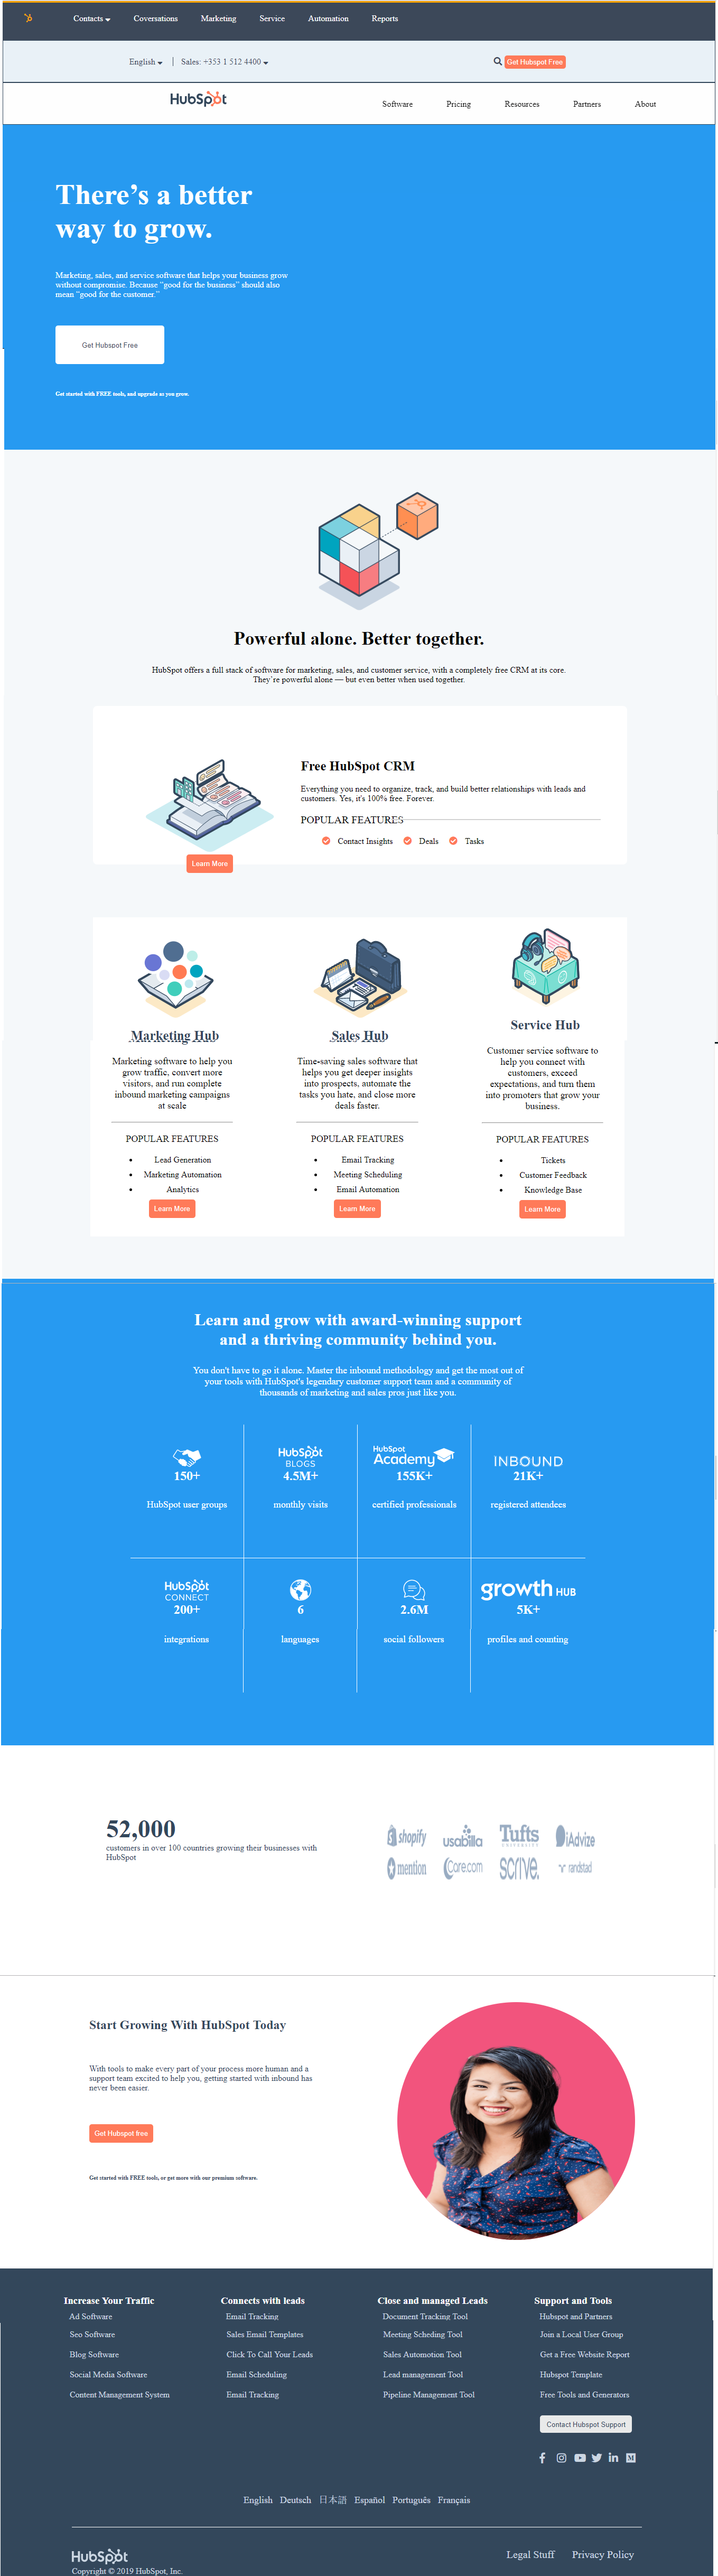 Contacts Coversations Marketing Service Automation Reports
English | Sales: +353 1 512 4400 Get Hubspot Free
HubSpot Software Pricing Resources Partners About
There’s a better
way to grow.
Marketing, sales, and service software that helps your business grow
without compromise. Because “good for the business” should also
mean “good for the customer.”
Get Hubspot Free
Get started with FREE tools, and upgrade as you grow.
Powerful alone. Better together.
HubSpot offers a full stack of software for marketing, sales, and customer service, with a completely free CRM at its core.
They’re powerful alone — but even better when used together.
Free HubSpot CRM
Everything you need to organize, track, and build better relationships with leads and
customers. Yes, it's 100% free. Forever.
POPULAR FEATURES
Contact Insights Deals Tasks
Learn More
Marketing Hub
Marketing software to help you
grow traffic, convert more
visitors, and run complete
inbound marketing campaigns
at scale
POPULAR FEATURES
Lead Generation
Marketing Automation
Analytics
Learn More
Sales Hub
Time-saving sales software that
helps you get deeper insights
into prospects, automate the
tasks you hate, and close more
deals faster.
POPULAR FEATURES
Email Tracking
Meeting Scheduling
Email Automation
Learn More
Service Hub
Customer service software to
help you connect with
customers, exceed
expectations, and turn them
into promoters that grow your
business.
POPULAR FEATURES
Tickets
Customer Feedback
Knowledge Base
Learn More
Learn and grow with award-winning support
and a thriving community behind you.
You don't have to go it alone. Master the inbound methodology and get the most out of
your tools with HubSpot's legendary customer support team and a community of
thousands of marketing and sales pros just like you.
150+
HubSpot user groups
HubSpot
BLOGS
4.5M+
monthly visits
HubSpot
Academy
155K+
certified professionals
INBOUND
21K+
registered attendees
HubSpot
CONNECT
200+
integrations
6
languages
2.6M
social followers
growth HUB
5K+
profiles and counting
52,000
customers in over 100 countries growing their businesses with
HubSpot
shopify usabilla Tufts iAdvize
UNIVERSITY
mention Care.com SCRIVE. randstad
Start Growing With HubSpot Today
With tools to make every part of your process more human and a
support team excited to help you, getting started with inbound has
never been easier.
Get Hubspot free
Get started with FREE tools, or get more with our premium software.
Increase Your Traffic
Ad Software
Seo Software
Blog Software
Social Media Software
Content Management System
Connects with leads
Email Tracking
Sales Email Templates
Click To Call Your Leads
Email Scheduling
Email Tracking
Close and managed Leads
Document Tracking Tool
Meeting Scheding Tool
Sales Automotion Tool
Lead management Tool
Pipeline Management Tool
Support and Tools
Hubspot and Partners
Join a Local User Group
Get a Free Website Report
Hubspot Template
Free Tools and Generators
Contact Hubspot Support
English Deutsch 日本語 Español Português Français
HubSpot
Legal Stuff Privacy Policy
Copyright © 2019 HubSpot, Inc.